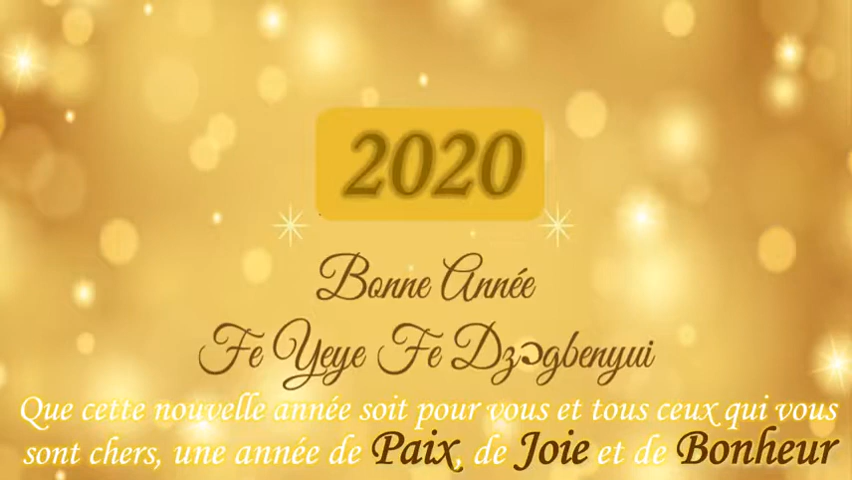 2020
Bonne Année
Fe Yeye Fe Dzɔgbenyui
Que cette nouvelle année soit pour vous et tous ceux qui vous
sont chers, une année de Paix, de Joie et de Bonheur